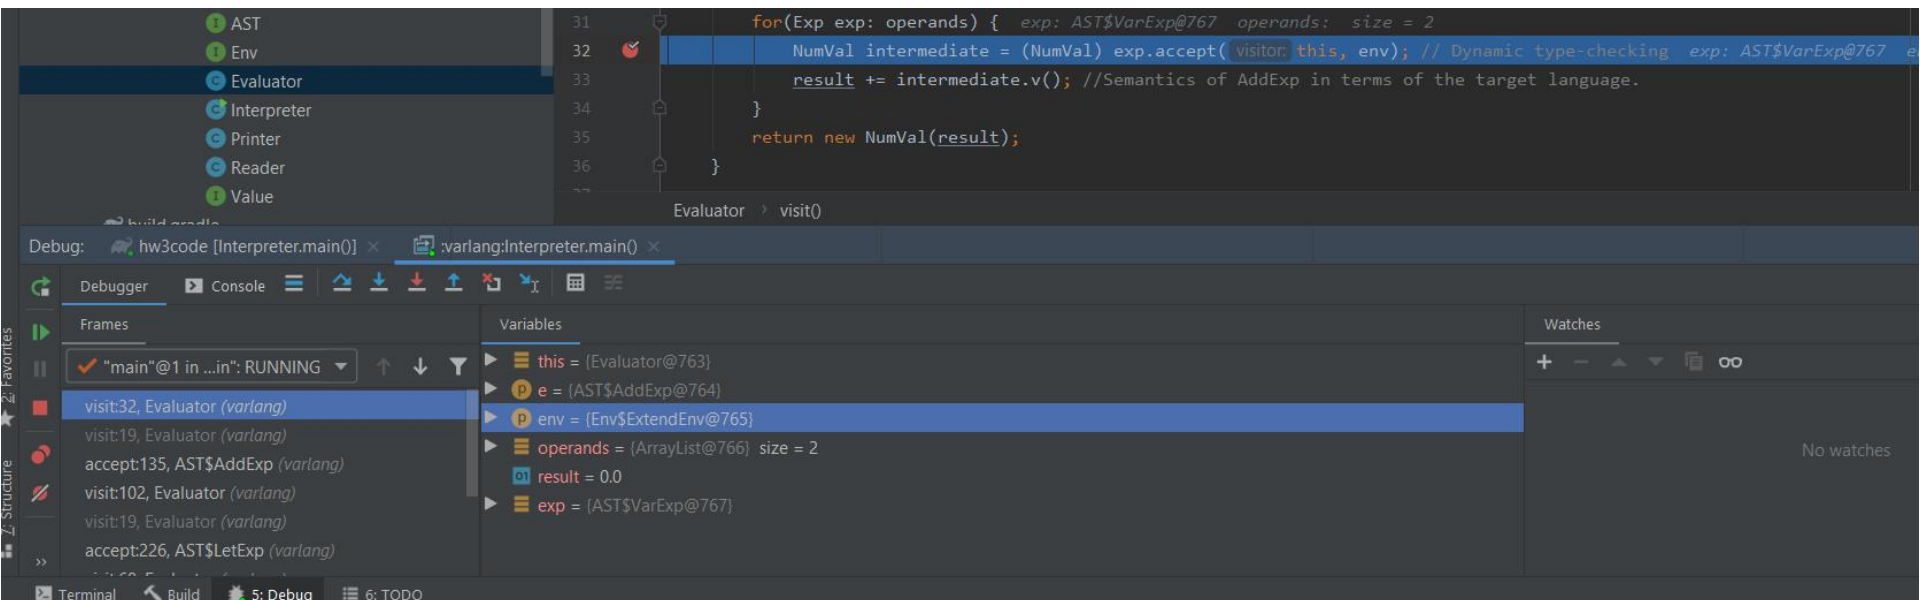 AST
Env
Evaluator
Interpreter
Printer
Reader
Value
31 for(Exp exp: operands) { exp: AST$VarExp@767 operands: size = 2
32 NumVal intermediate = (NumVal) exp.accept( visitor: this, env); // Dynamic type-checking exp: AST$VarExp@767
33 result += intermediate.v(); //Semantics of AddExp in terms of the target language.
34 }
35 return new NumVal(result);
36 }
Evaluator › visit()
Debug: hw3code [Interpreter.main()] × :varlang:Interpreter.main() ×
Debugger Console
Frames
"main"@1 in ...in": RUNNING
visit:32, Evaluator (varlang)
visit:19, Evaluator (varlang)
accept:135, AST$AddExp (varlang)
visit:102, Evaluator (varlang)
visit:19, Evaluator (varlang)
accept:226, AST$LetExp (varlang)
Variables
this = {Evaluator@763}
e = {AST$AddExp@764}
env = {Env$ExtendEnv@765}
operands = {ArrayList@766} size = 2
result = 0.0
exp = {AST$VarExp@767}
Watches
No watches
2: Favorites
7: Structure
Terminal Build 5: Debug 6: TODO